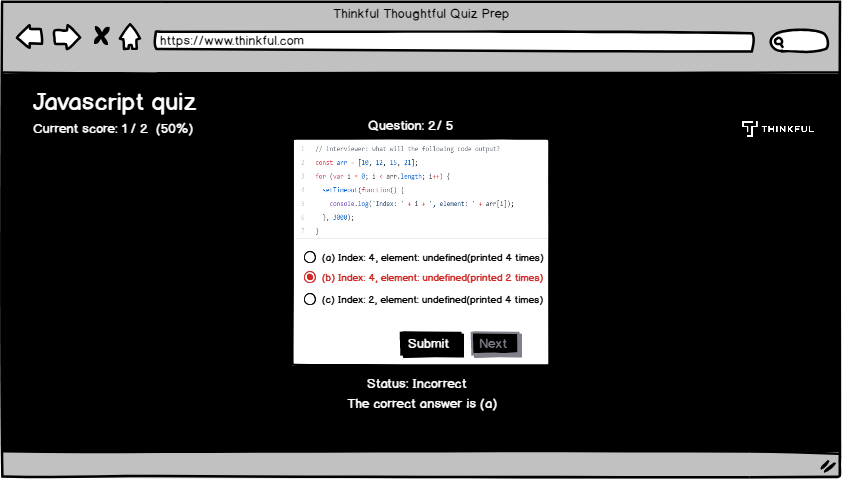 Thinkful Thoughtful Quiz Prep
https://www.thinkful.com
Javascript quiz
Current score: 1 / 2 (50%)
Question: 2/ 5
THINKFUL
1 // Interviewer: what will the following code output?
2 const arr = [10, 12, 15, 21];
3 for (var i = 0; i < arr.length; i++) {
4 setTimeout(function() {
5 console.log('Index: ' + i + ', element: ' + arr[i]);
6 }, 3000);
7 }
(a) Index: 4, element: undefined(printed 4 times)
(b) Index: 4, element: undefined(printed 2 times)
(c) Index: 2, element: undefined(printed 4 times)
Submit Next
Status: Incorrect
The correct answer is (a)